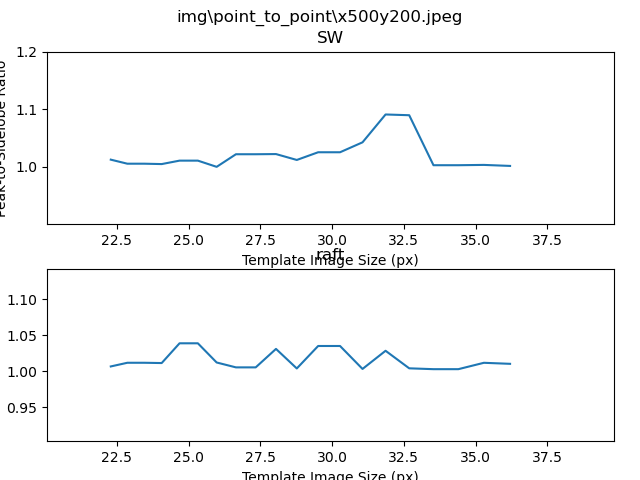 img\point_to_point\x500y200.jpeg
SW
Peak-to-Sidelobe Ratio
1.2
1.1
1.0
22.5 25.0 27.5 30.0 32.5 35.0 37.5
Template Image Size (px)
raft
1.10
1.05
1.00
0.95
22.5 25.0 27.5 30.0 32.5 35.0 37.5
Template Image Size (px)